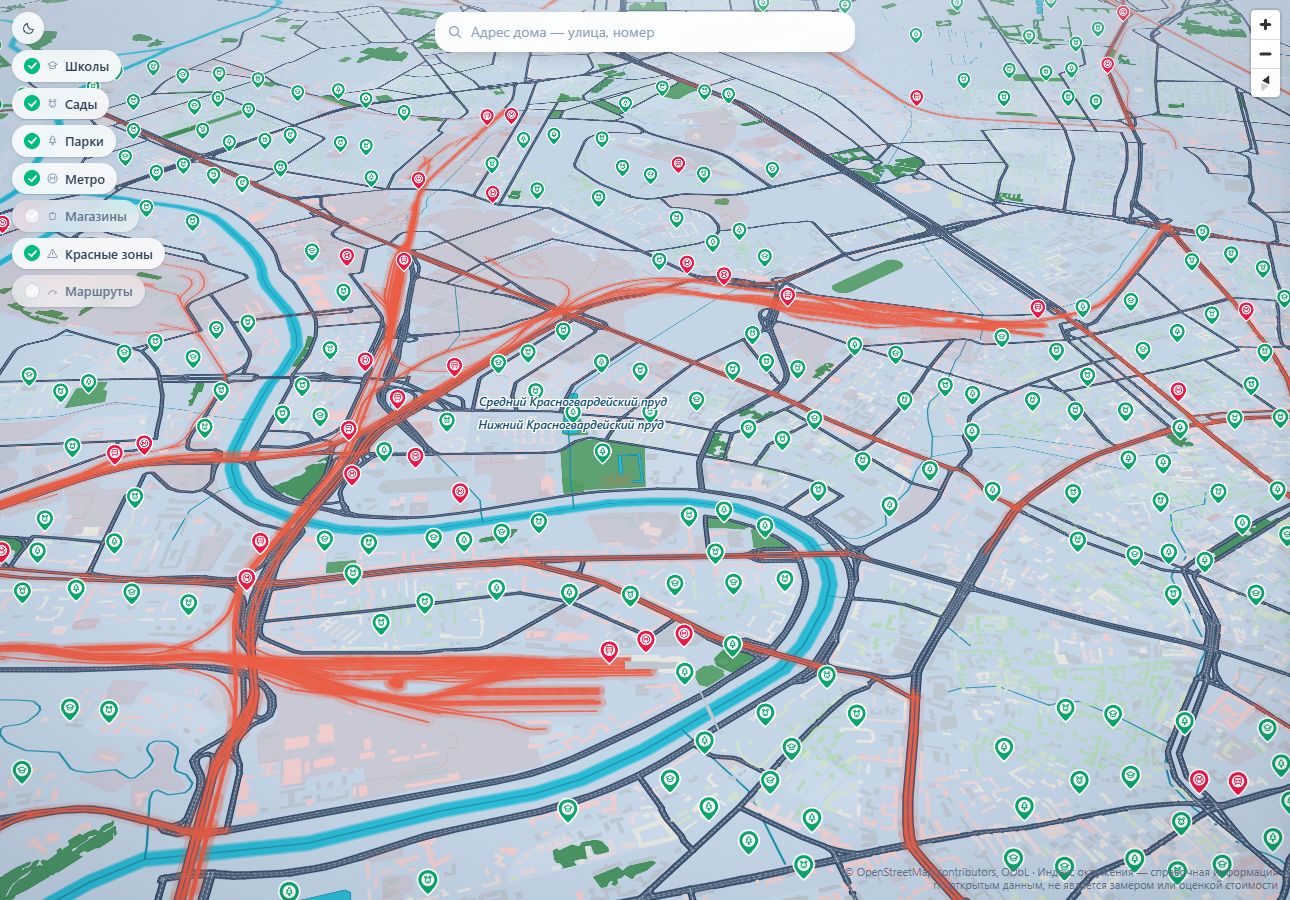 Адрес дома — улица, номер
Школы
Сады
Парки
Метро
Магазины
Красные зоны
Маршруты
Средний Красногвардейский пруд
Нижний Красногвардейский пруд
© OpenStreetMap contributors, ODbL · Индекс окружения — справочная информация
по открытым данным, не является замером или оценкой стоимости